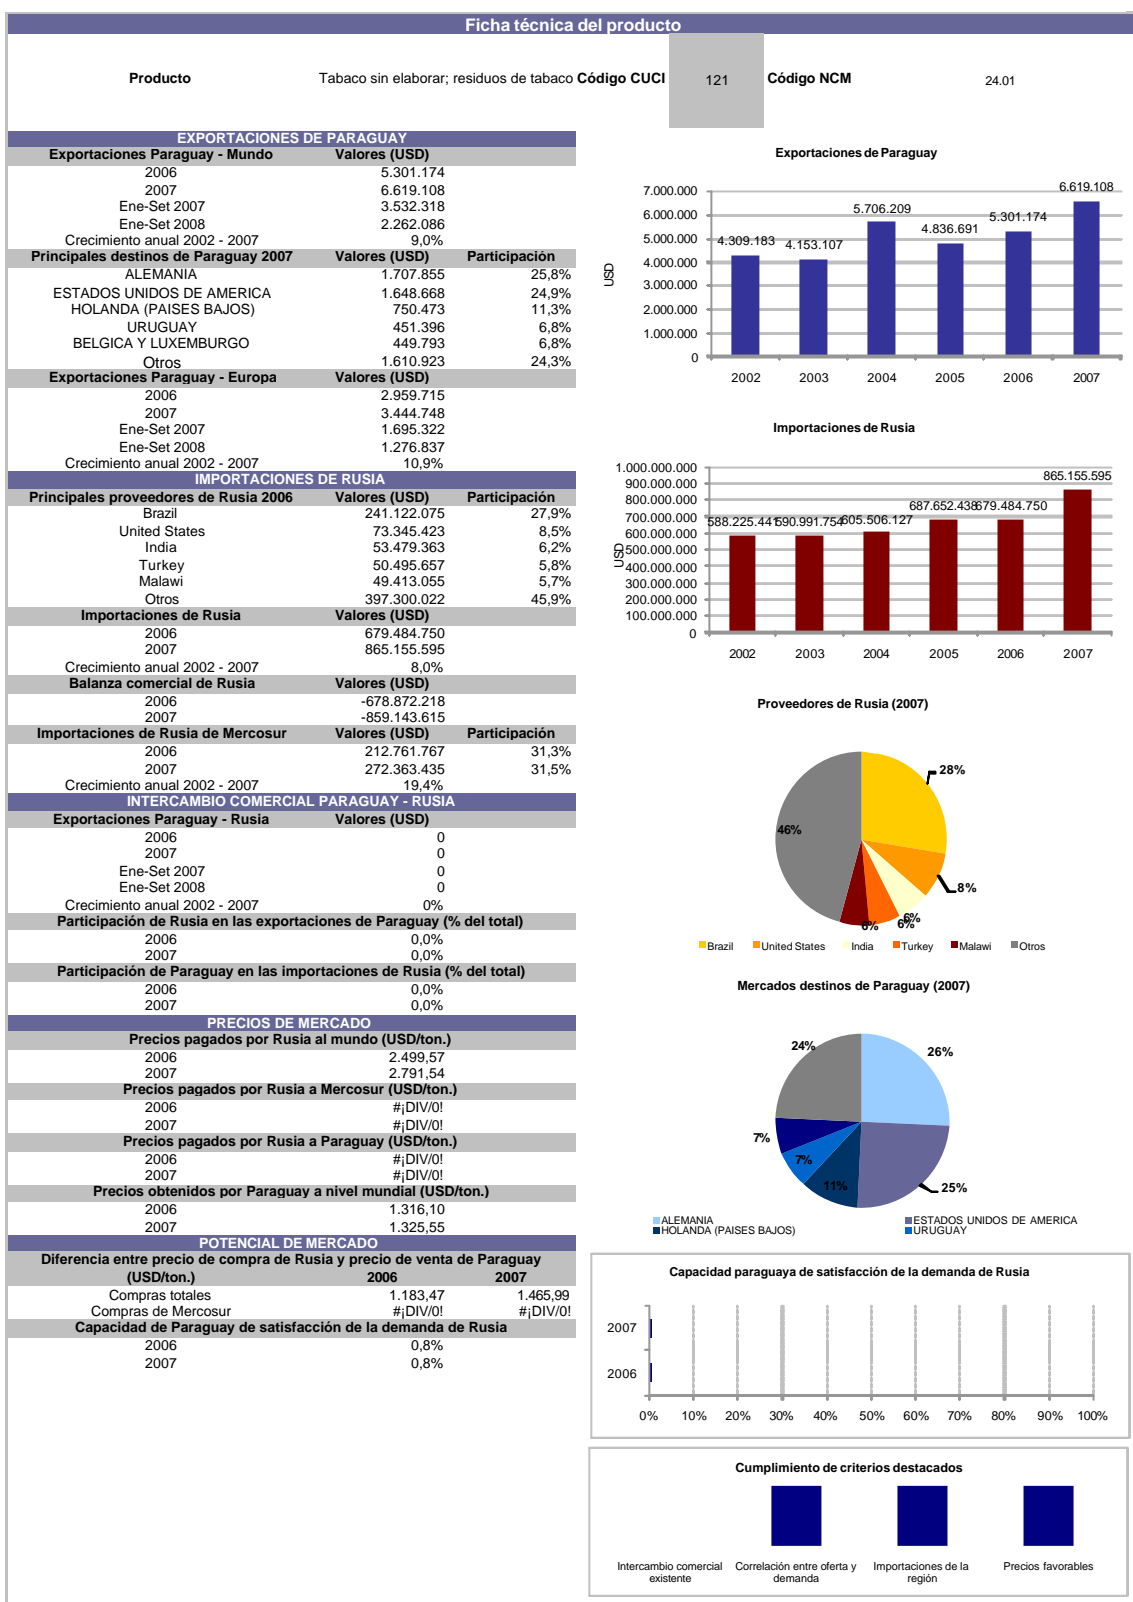 Ficha técnica del producto
Producto Tabaco sin elaborar; residuos de tabaco Código CUCI 121 Código NCM 24.01
EXPORTACIONES DE PARAGUAY
Exportaciones Paraguay - Mundo Valores (USD)
2006 5.301.174
2007 6.619.108
Ene-Set 2007 3.532.318
Ene-Set 2008 2.262.086
Crecimiento anual 2002 - 2007 9,0%
Principales destinos de Paraguay 2007 Valores (USD) Participación
ALEMANIA 1.707.855 25,8%
ESTADOS UNIDOS DE AMERICA 1.648.668 24,9%
HOLANDA (PAISES BAJOS) 750.473 11,3%
URUGUAY 451.396 6,8%
BELGICA Y LUXEMBURGO 449.793 6,8%
Otros 1.610.923 24,3%
Exportaciones Paraguay - Europa Valores (USD)
2006 2.959.715
2007 3.444.748
Ene-Set 2007 1.695.322
Ene-Set 2008 1.276.837
Crecimiento anual 2002 - 2007 10,9%
IMPORTACIONES DE RUSIA
Principales proveedores de Rusia 2006 Valores (USD) Participación
Brazil 241.122.075 27,9%
United States 73.345.423 8,5%
India 53.479.363 6,2%
Turkey 50.495.657 5,8%
Malawi 49.413.055 5,7%
Otros 397.300.022 45,9%
Importaciones de Rusia Valores (USD)
2006 679.484.750
2007 865.155.595
Crecimiento anual 2002 - 2007 8,0%
Balanza comercial de Rusia Valores (USD)
2006 -678.872.218
2007 -859.143.615
Importaciones de Rusia de Mercosur Valores (USD) Participación
2006 212.761.767 31,3%
2007 272.363.435 31,5%
Crecimiento anual 2002 - 2007 19,4%
INTERCAMBIO COMERCIAL PARAGUAY - RUSIA
Exportaciones Paraguay - Rusia Valores (USD)
2006 0
2007 0
Ene-Set 2007 0
Ene-Set 2008 0
Crecimiento anual 2002 - 2007 0%
Participación de Rusia en las exportaciones de Paraguay (% del total)
2006 0,0%
2007 0,0%
Participación de Paraguay en las importaciones de Rusia (% del total)
2006 0,0%
2007 0,0%
PRECIOS DE MERCADO
Precios pagados por Rusia al mundo (USD/ton.)
2006 2.499,57
2007 2.791,54
Precios pagados por Rusia a Mercosur (USD/ton.)
2006 #¡DIV/0!
2007 #¡DIV/0!
Precios pagados por Rusia a Paraguay (USD/ton.)
2006 #¡DIV/0!
2007 #¡DIV/0!
Precios obtenidos por Paraguay a nivel mundial (USD/ton.)
2006 1.316,10
2007 1.325,55
POTENCIAL DE MERCADO
Diferencia entre precio de compra de Rusia y precio de venta de Paraguay
(USD/ton.) 2006 2007
Compras totales 1.183,47 1.465,99
Compras de Mercosur #¡DIV/0! #¡DIV/0!
Capacidad de Paraguay de satisfacción de la demanda de Rusia
2006 0,8%
2007 0,8%
Exportaciones de Paraguay
7.000.000
6.000.000
5.000.000
4.000.000
3.000.000
2.000.000
1.000.000
0
USD
4.309.183 4.153.107 5.706.209 4.836.691 5.301.174 6.619.108
2002 2003 2004 2005 2006 2007
Importaciones de Rusia
1.000.000.000
900.000.000
800.000.000
700.000.000
600.000.000
500.000.000
400.000.000
300.000.000
200.000.000
100.000.000
0
USD
588.225.441 590.991.754 605.506.127 687.652.438 679.484.750 865.155.595
2002 2003 2004 2005 2006 2007
Proveedores de Rusia (2007)
28%
8%
6%
6%
6%
46%
Brazil United States India Turkey Malawi Otros
Mercados destinos de Paraguay (2007)
26%
25%
11%
7%
7%
24%
ALEMANIA ESTADOS UNIDOS DE AMERICA
HOLANDA (PAISES BAJOS) URUGUAY
Capacidad paraguaya de satisfacción de la demanda de Rusia
2007
2006
0% 10% 20% 30% 40% 50% 60% 70% 80% 90% 100%
Cumplimiento de criterios destacados
Intercambio comercial existente
Correlación entre oferta y demanda
Importaciones de la región
Precios favorables